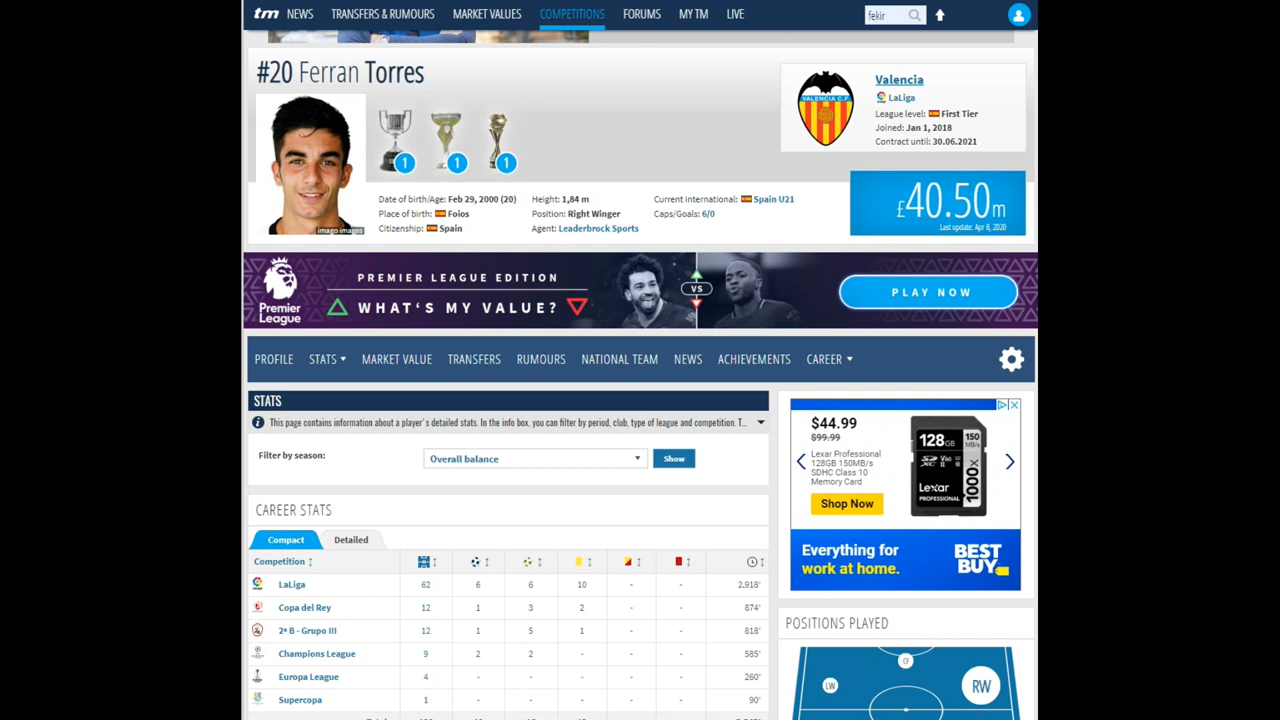 tm NEWS TRANSFERS & RUMOURS MARKET VALUES COMPETITIONS FORUMS MY TM LIVE fekir
#20 Ferran Torres
1 1 1
imago images
Date of birth/Age: Feb 29, 2000 (20) Height: 1,84 m Current international: Spain U21
Place of birth: Foios Position: Right Winger Caps/Goals: 6/0
Citizenship: Spain Agent: Leaderbrock Sports
VALENCIA C.F
Valencia
LaLiga
League level: First Tier
Joined: Jan 1, 2018
Contract until: 30.06.2021
£40.50m
Last update: Apr 8, 2020
Premier League
PREMIER LEAGUE EDITION
WHAT'S MY VALUE?
VS
PLAY NOW
PROFILE STATS MARKET VALUE TRANSFERS RUMOURS NATIONAL TEAM NEWS ACHIEVEMENTS CAREER
STATS
This page contains information about a player´s detailed stats. In the info box, you can filter by period, club, type of league and competition. T...
Filter by season: Overall balance Show
CAREER STATS
Compact Detailed
Competition
LaLiga 62 6 6 10 - - 2.918'
Copa del Rey 12 1 3 2 - - 874'
2ª B - Grupo III 12 1 5 1 - - 818'
Champions League 9 2 2 - - - 585'
Europa League 4 - - - - - 260'
Supercopa 1 - - - - - 90'
$44.99
$99.99
Lexar Professional
128GB 150MB/s
SDHC Class 10
Memory Card
Shop Now
128GB 150 MB/s
Lexar
PROFESSIONAL
1000x
Everything for
work at home.
BEST
BUY
POSITIONS PLAYED
CF
LW
RW